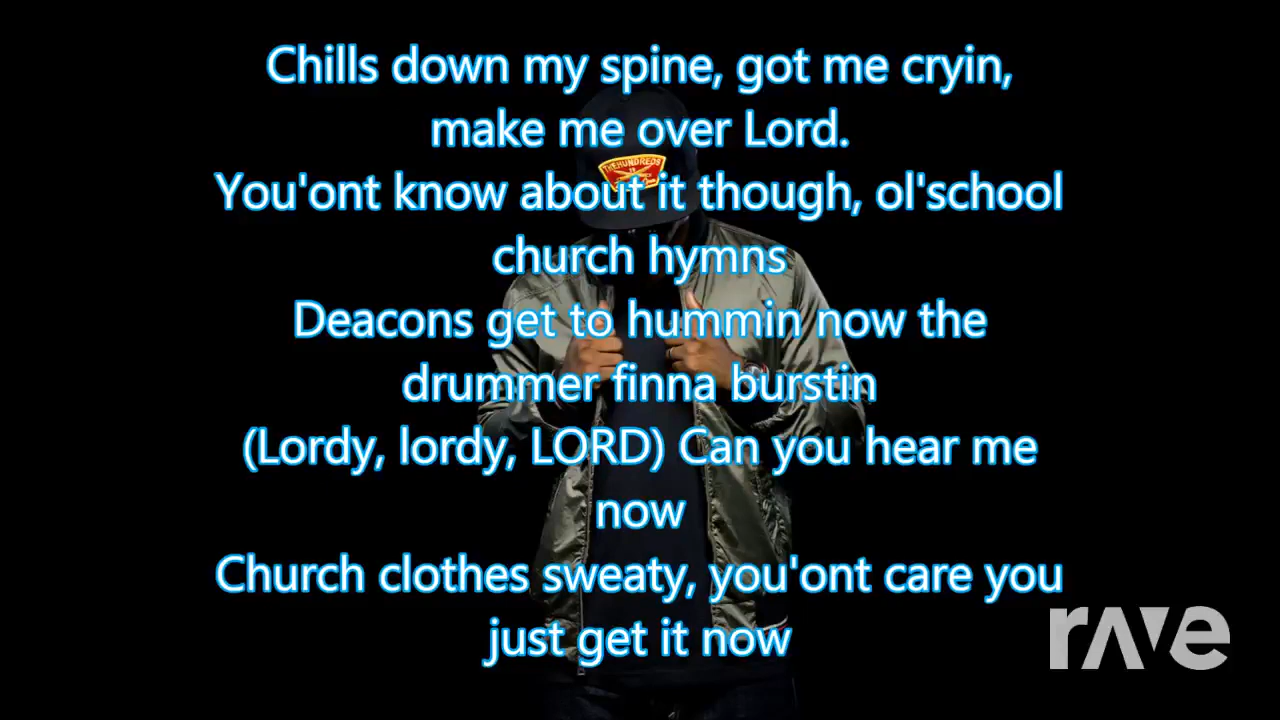 Chills down my spine, got me cryin,
make me over Lord.
THE HUNDREDS
You'ont know about it though, ol'school
church hymns
Deacons get to hummin now the
drummer finna burstin
(Lordy, lordy, LORD) Can you hear me
now
Church clothes sweaty, you'ont care you
just get it now
rave